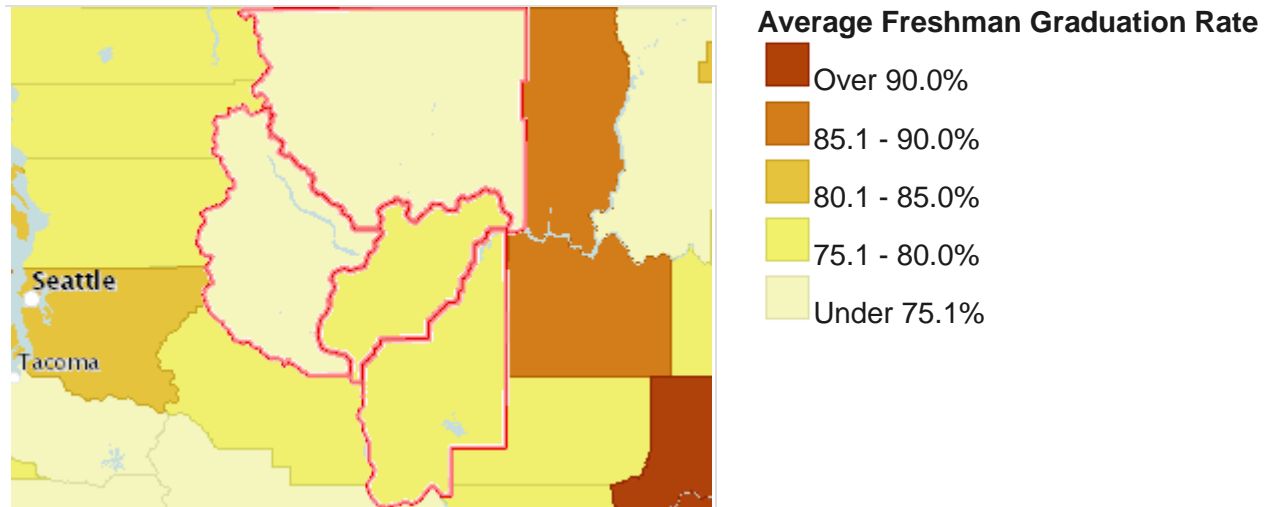 Seattle
Tacoma
Average Freshman Graduation Rate
Over 90.0%
85.1 - 90.0%
80.1 - 85.0%
75.1 - 80.0%
Under 75.1%